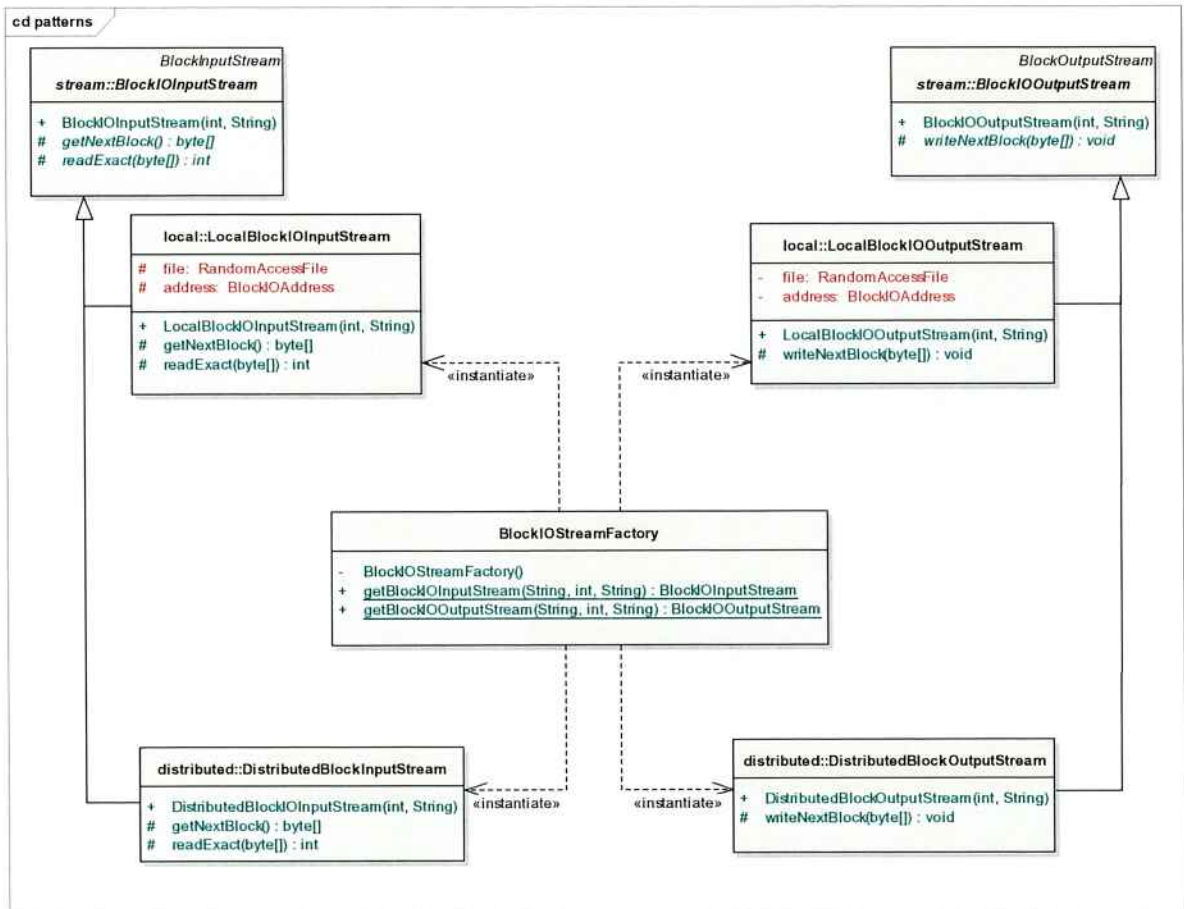 cd patterns
BlockInputStream
stream::BlockIOInputStream
+ BlockIOInputStream(int, String)
# getNextBlock() : byte[]
# readExact(byte[]) : int
BlockOutputStream
stream::BlockIOOutputStream
+ BlockIOOutputStream(int, String)
# writeNextBlock(byte[]) : void
local::LocalBlockIOInputStream
# file: RandomAccessFile
# address: BlockIOAddress
+ LocalBlockIOInputStream(int, String)
# getNextBlock() : byte[]
# readExact(byte[]) : int
local::LocalBlockIOOutputStream
- file: RandomAccessFile
- address: BlockIOAddress
+ LocalBlockIOOutputStream(int, String)
# writeNextBlock(byte[]) : void
«instantiate»
«instantiate»
BlockIOStreamFactory
- BlockIOStreamFactory()
+ getBlockIOInputStream(String, int, String) : BlockIOInputStream
+ getBlockIOOutputStream(String, int, String) : BlockIOOutputStream
distributed::DistributedBlockInputStream
+ DistributedBlockIOInputStream(int, String)
# getNextBlock() : byte[]
# readExact(byte[]) : int
«instantiate»
«instantiate»
distributed::DistributedBlockOutputStream
+ DistributedBlockOutputStream(int, String)
# writeNextBlock(byte[]) : void